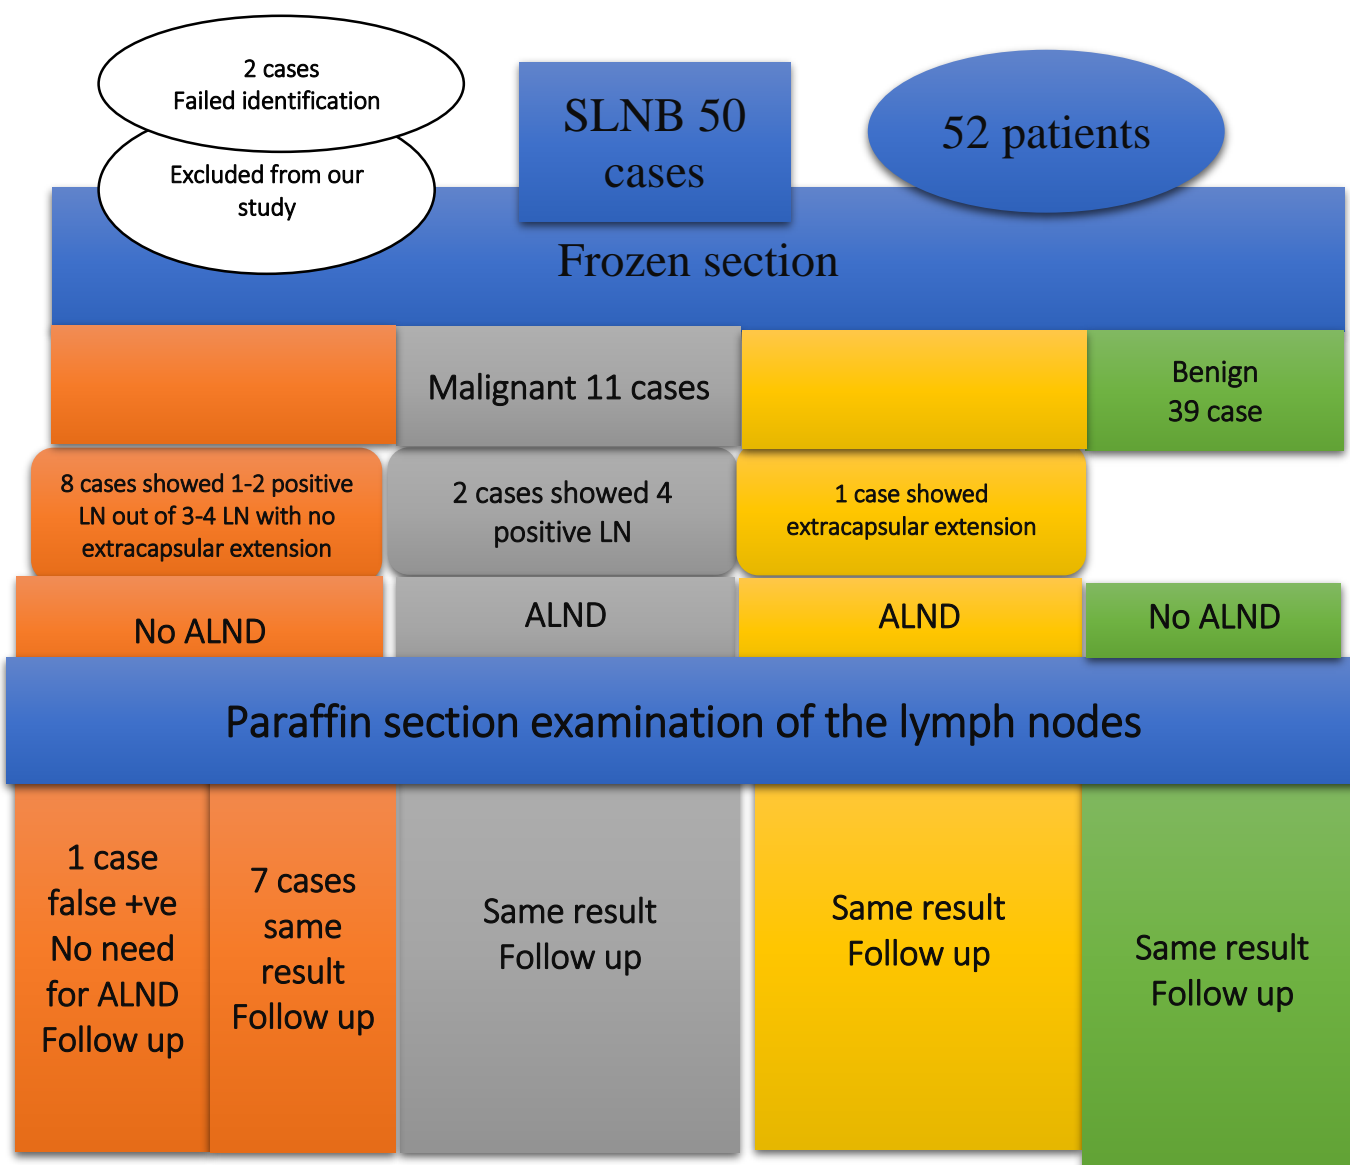 2 cases
Failed identification
Excluded from our
study
SLNB 50
cases
52 patients
Frozen section
Malignant 11 cases
Benign
39 case
8 cases showed 1-2 positive
LN out of 3-4 LN with no
extracapsular extension
2 cases showed 4
positive LN
1 case showed
extracapsular extension
No ALND
ALND
ALND
No ALND
Paraffin section examination of the lymph nodes
1 case
false +ve
No need
for ALND
Follow up
7 cases
same
result
Follow up
Same result
Follow up
Same result
Follow up
Same result
Follow up